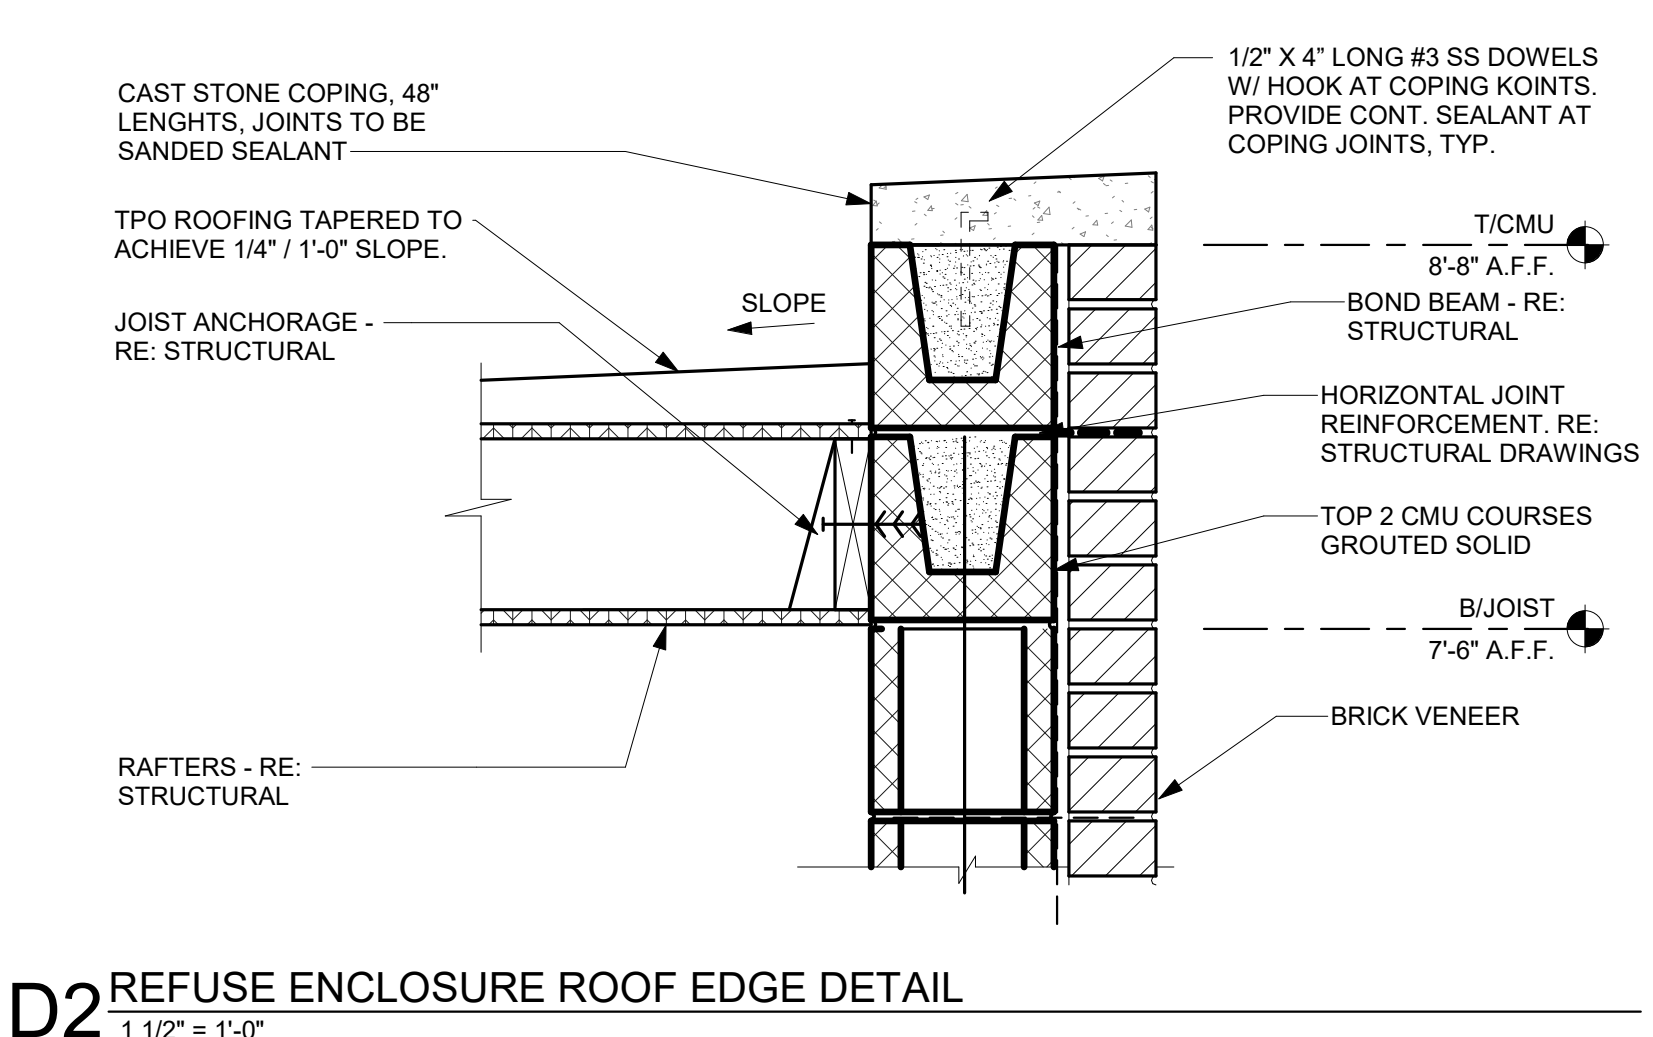 CAST STONE COPING, 48"
LENGHTS, JOINTS TO BE
SANDED SEALANT
TPO ROOFING TAPERED TO
ACHIEVE 1/4" / 1'-0" SLOPE.
JOIST ANCHORAGE -
RE: STRUCTURAL
SLOPE
RAFTERS - RE:
STRUCTURAL
1/2" X 4” LONG #3 SS DOWELS
W/ HOOK AT COPING KOINTS.
PROVIDE CONT. SEALANT AT
COPING JOINTS, TYP.
T/CMU
8'-8" A.F.F.
BOND BEAM - RE:
STRUCTURAL
HORIZONTAL JOINT
REINFORCEMENT. RE:
STRUCTURAL DRAWINGS
TOP 2 CMU COURSES
GROUTED SOLID
B/JOIST
7'-6" A.F.F.
BRICK VENEER
D2
REFUSE ENCLOSURE ROOF EDGE DETAIL
1 1/2" = 1'-0"